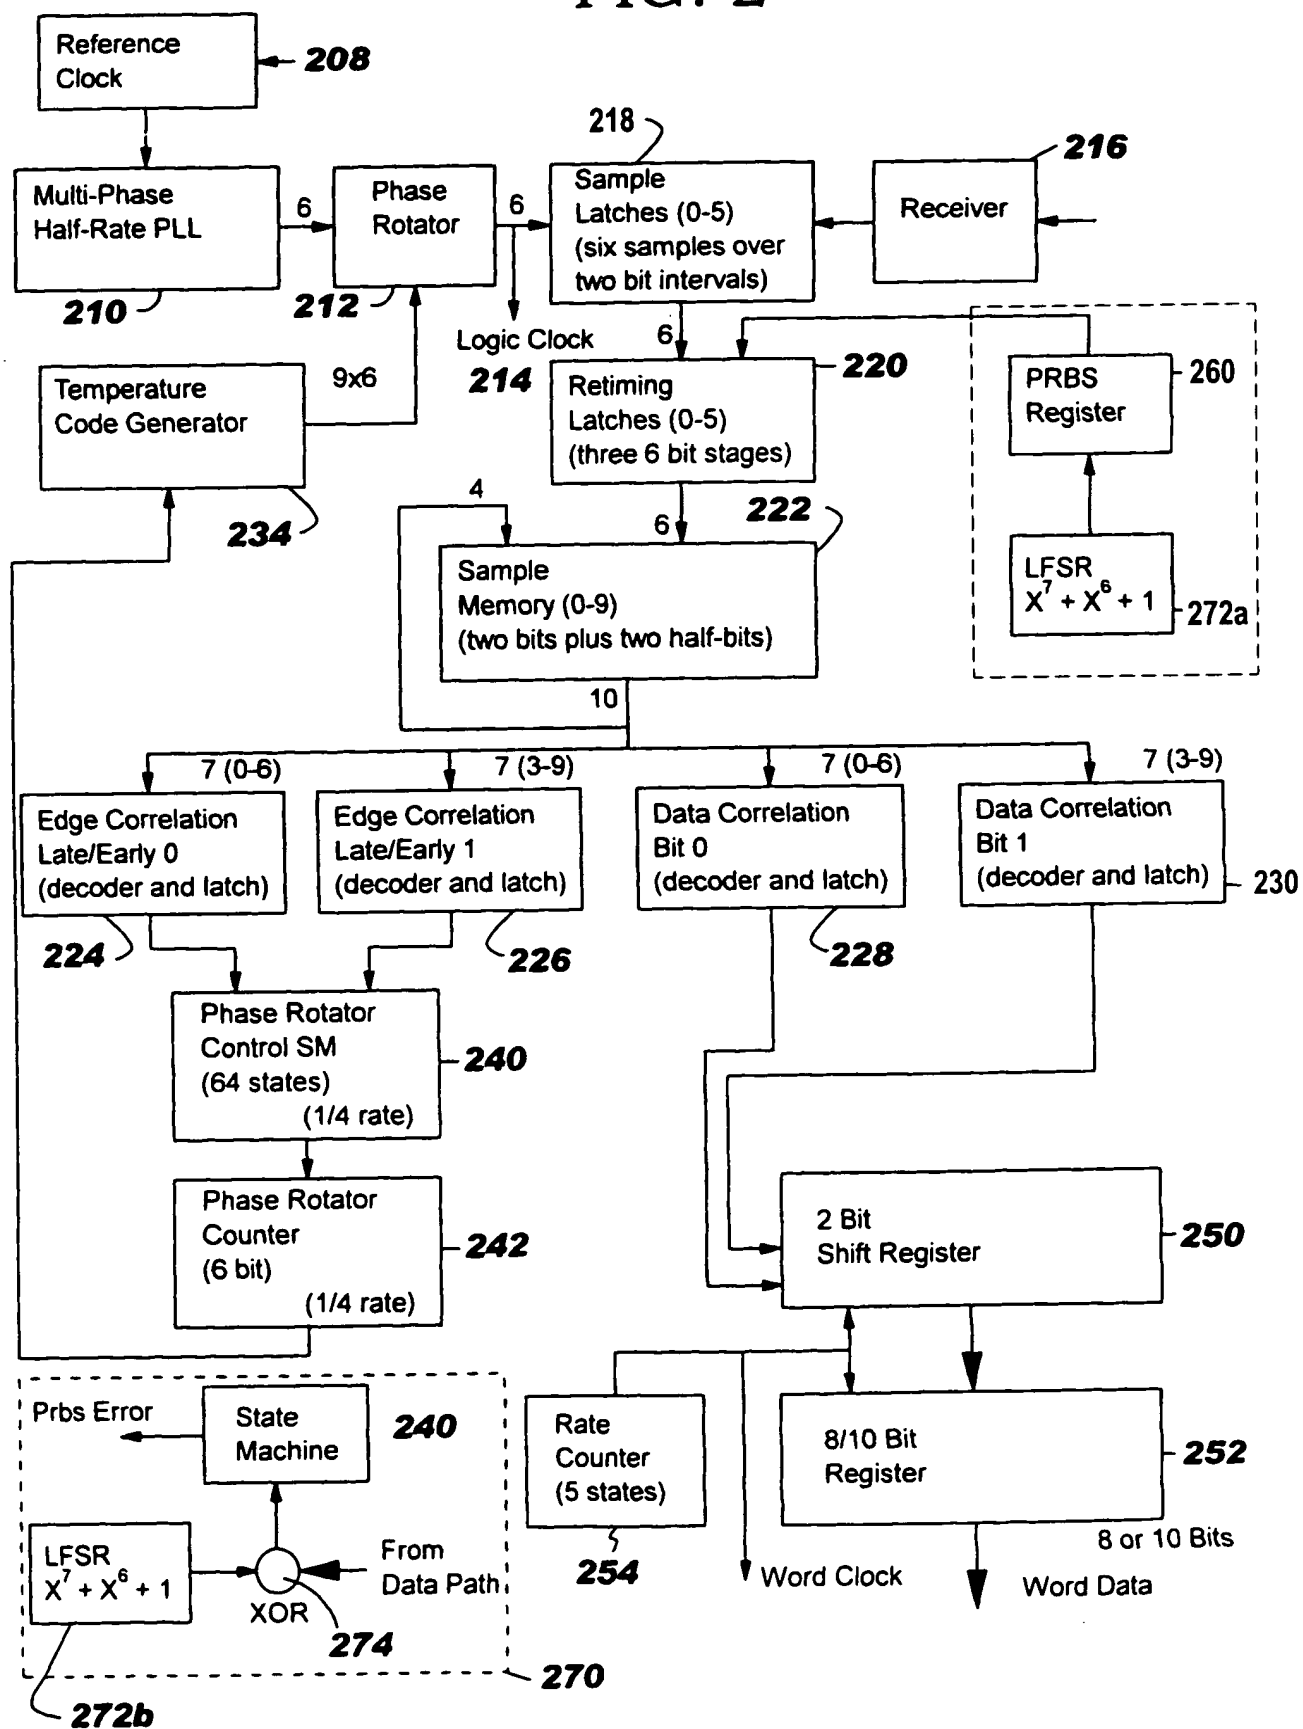 FIG. 2
Reference
Clock
208
218
216
Multi-Phase
Half-Rate PLL
6
Phase
Rotator
6
Sample
Latches (0-5)
(six samples over
two bit intervals)
Receiver
210
212
Logic Clock
214
6
220
Temperature
Code Generator
9x6
Retiming
Latches (0-5)
(three 6 bit stages)
PRBS
Register
260
234
4
6
222
Sample
Memory (0-9)
(two bits plus two half-bits)
LFSR
X^7 + X^6 + 1
272a
10
7 (0-6)
7 (3-9)
7 (0-6)
7 (3-9)
Edge Correlation
Late/Early 0
(decoder and latch)
Edge Correlation
Late/Early 1
(decoder and latch)
Data Correlation
Bit 0
(decoder and latch)
Data Correlation
Bit 1
(decoder and latch)
230
224
226
228
Phase Rotator
Control SM
(64 states)
(1/4 rate)
240
Phase Rotator
Counter
(6 bit)
(1/4 rate)
242
2 Bit
Shift Register
250
Prbs Error
State
Machine
240
Rate
Counter
(5 states)
254
8/10 Bit
Register
252
8 or 10 Bits
Word Clock
Word Data
LFSR
X^7 + X^6 + 1
XOR
From
Data Path
274
270
272b